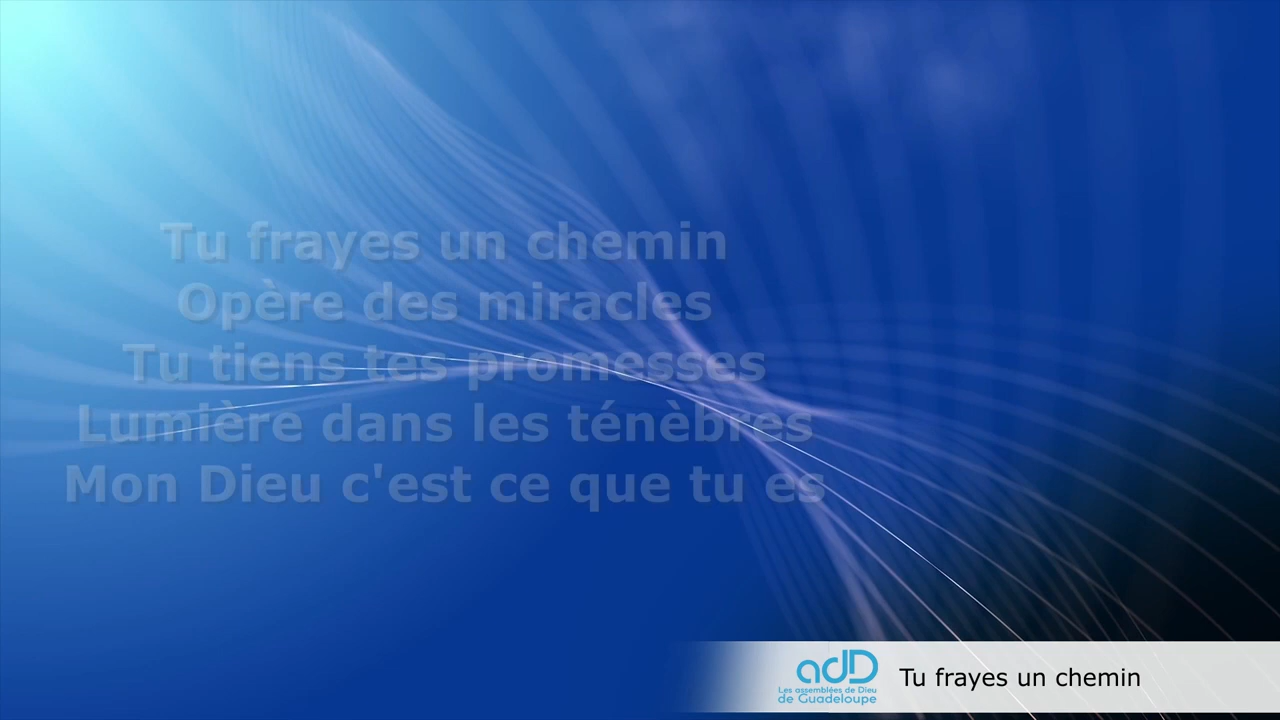 Tu frayes un chemin
Opère des miracles
Tu tiens tes promesses
Lumière dans les ténèbres
Mon Dieu c'est ce que tu es
adD
Les assemblées de Dieu
de Guadeloupe
Tu frayes un chemin